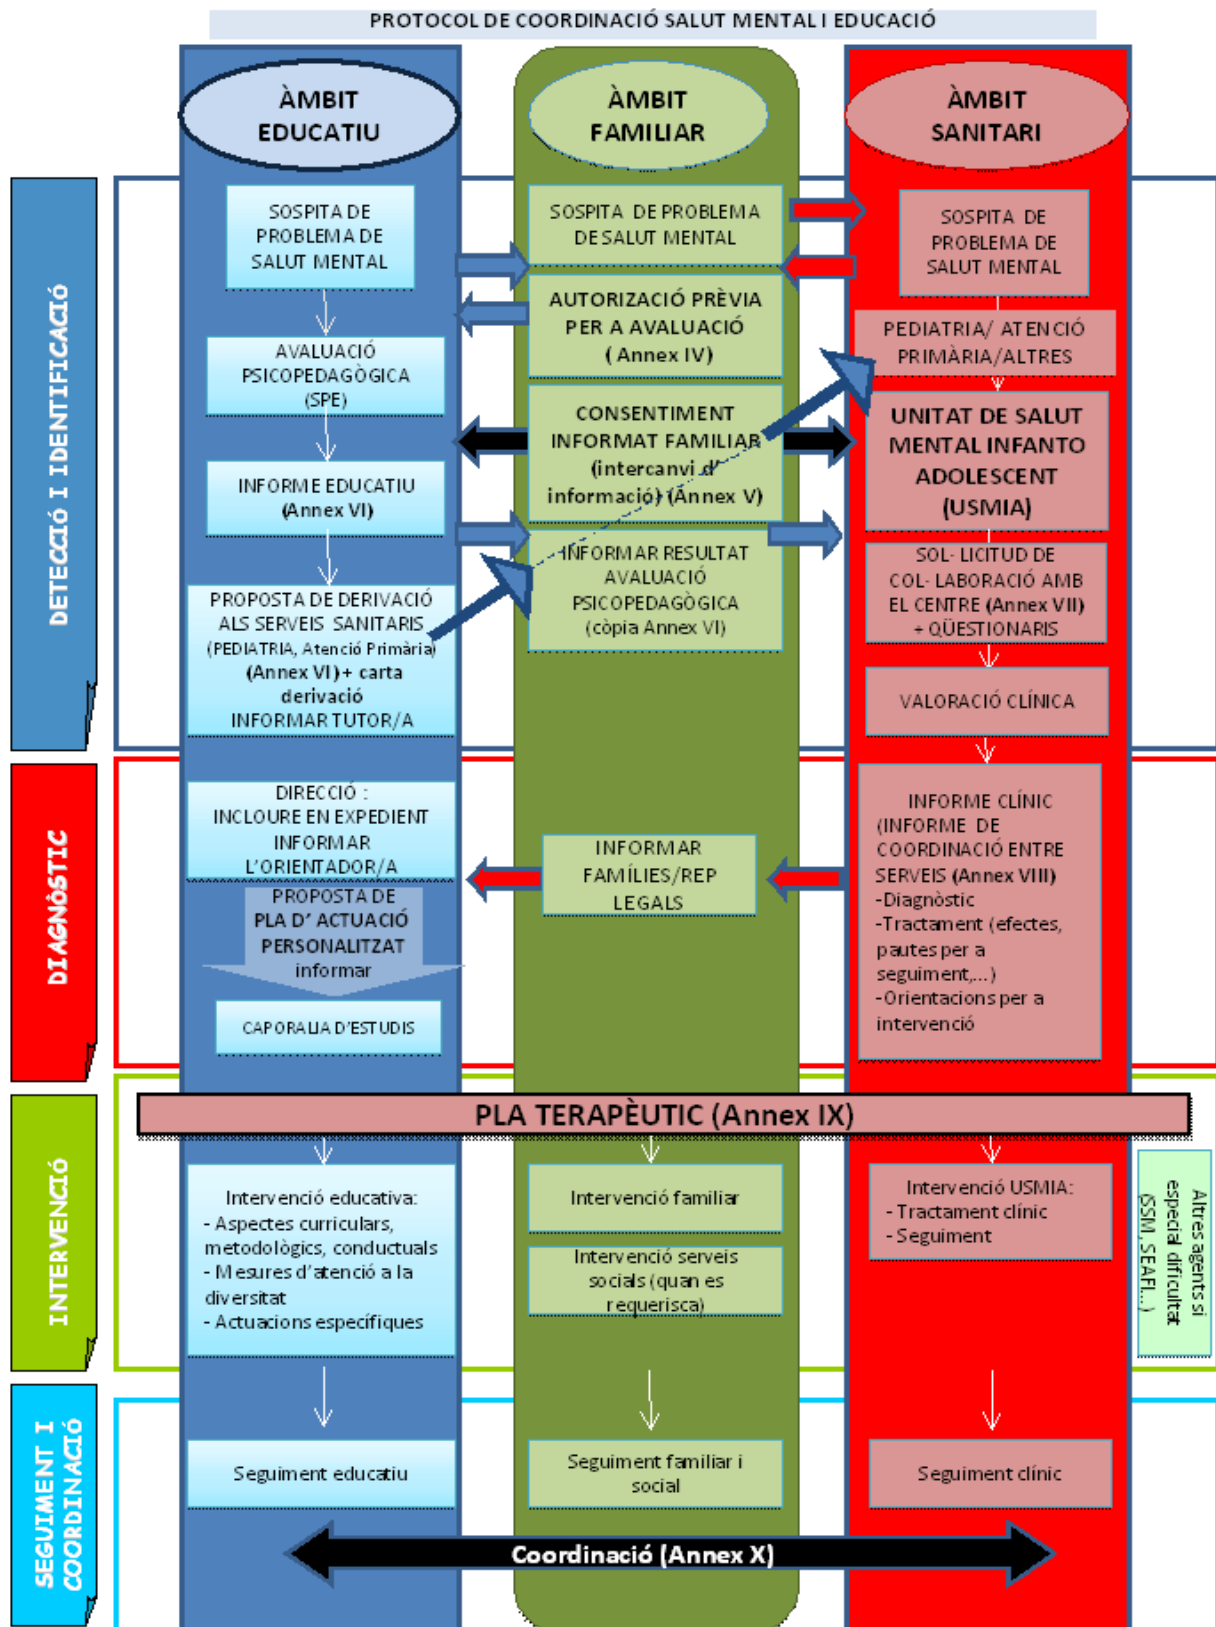 PROTOCOL DE COORDINACIÓ SALUT MENTAL I EDUCACIÓ
ÀMBIT
EDUCATIU
ÀMBIT
FAMILIAR
ÀMBIT
SANITARI
DETECCIÓ I IDENTIFICACIÓ
SOSPITA DE
PROBLEMA DE
SALUT MENTAL
AVALUACIÓ
PSICOPEDAGÒGICA
(SPE)
INFORME EDUCATIU
(Annex VI)
PROPOSTA DE DERIVACIÓ
ALS SERVEIS SANITARIS
(PEDIATRIA, Atenció Primària)
(Annex VI) + carta
derivació
INFORMAR TUTOR/A
SOSPITA DE PROBLEMA
DE SALUT MENTAL
AUTORIZACIÓ PRÈVIA
PER A AVALUACIÓ
( Annex IV)
CONSENTIMENT
INFORMAT FAMILIAR
(intercanvi d'
informació) (Annex V)
INFORMAR RESULTAT
AVALUACIÓ
PSICOPEDAGÒGICA
(còpia Annex VI)
SOSPITA DE
PROBLEMA DE
SALUT MENTAL
PEDIATRIA/ ATENCIÓ
PRIMÀRIA/ALTRES
UNITAT DE SALUT
MENTAL INFANTO
ADOLESCENT
(USMIA)
SOL- LICITUD DE
COL- LABORACIÓ AMB
EL CENTRE (Annex VII)
+ QÜESTIONARIS
VALORACIÓ CLÍNICA
DIAGNÒSTIC
DIRECCIÓ :
INCLOURE EN EXPEDIENT
INFORMAR
L'ORIENTADOR/A
PROPOSTA DE
PLA D' ACTUACIÓ
PERSONALITZAT
informar
CAPORALIA D'ESTUDIS
INFORMAR
FAMÍLIES/REP
LEGALS
INFORME CLÍNIC
(INFORME DE
COORDINACIÓ ENTRE
SERVEIS (Annex VIII)
-Diagnòstic
-Tractament (efectes,
pautes per a
seguiment,...)
-Orientacions per a
intervenció
INTERVENCIÓ
PLA TERAPÈUTIC (Annex IX)
Intervenció educativa:
- Aspectes curriculars,
metodològics, conductuals
- Mesures d'atenció a la
diversitat
- Actuacions específiques
Intervenció familiar
Intervenció serveis
socials (quan es
requerisca)
Intervenció USMIA:
- Tractament clínic
- Seguiment
Altres agents si
especial dificultat
(SSM, SEAFI...)
SEGUIMENT I
COORDINACIÓ
Seguiment educatiu
Seguiment familiar i
social
Seguiment clínic
Coordinació (Annex X)